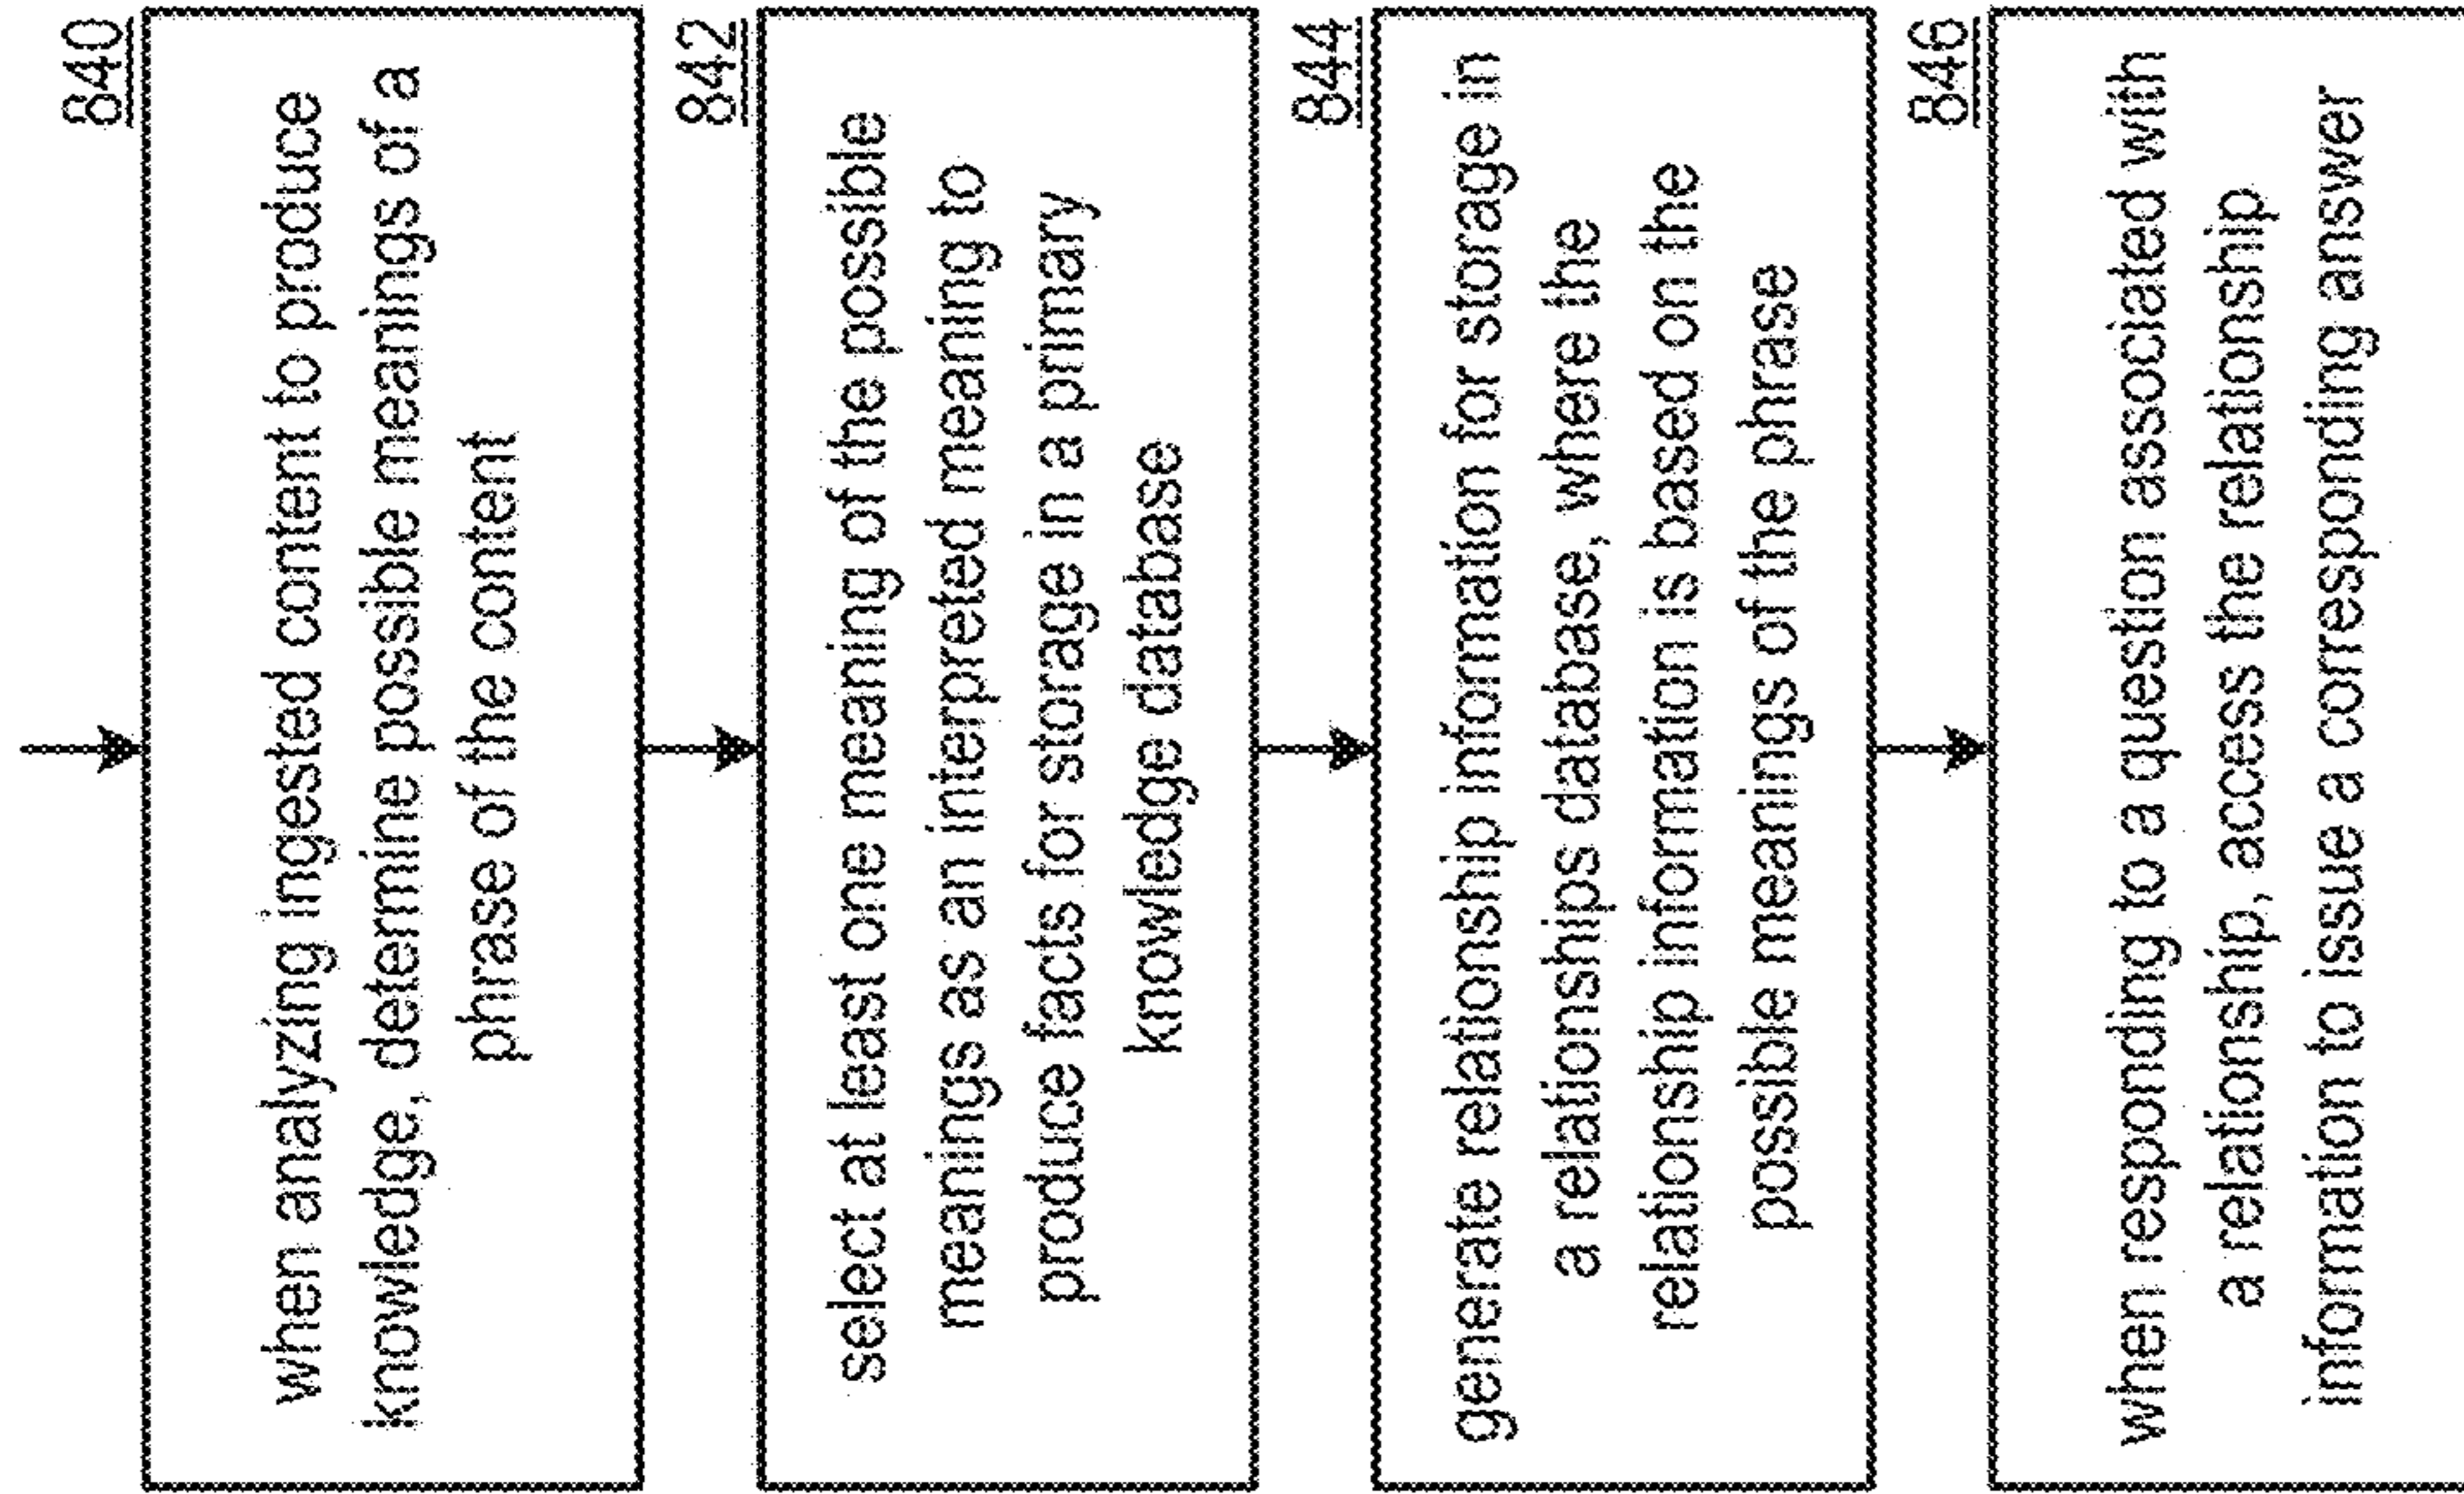 840
when analyzing ingested content to produce
knowledge, determine possible meanings of a
phrase of the content
842
select at least one meaning of the possible
meanings as an interpreted meaning to
produce facts for storage in a primary
knowledge database
844
generate relationship information for storage in
a relationships database, where the
relationship information is based on the
possible meanings of the phrase
846
when responding to a question associated with
a relationship, access the relationship
information to issue a corresponding answer